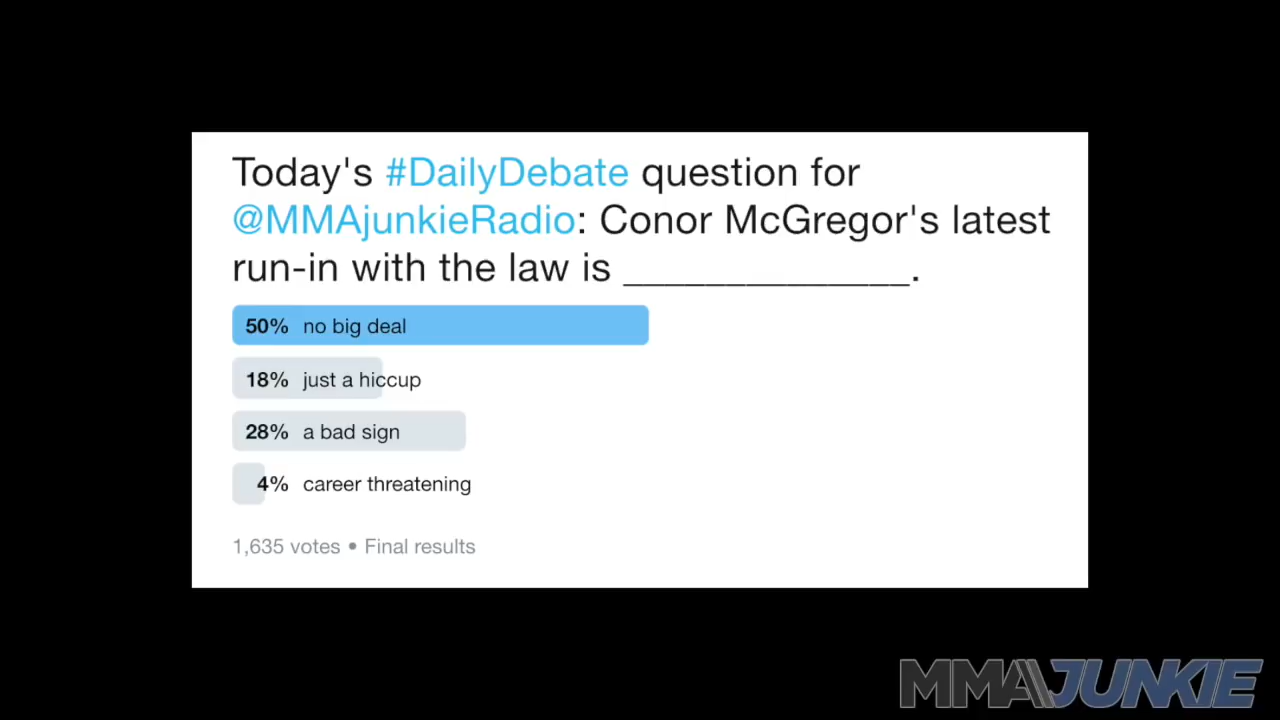 Today's #DailyDebate question for
@MMAjunkieRadio: Conor McGregor's latest
run-in with the law is ______________.
50% no big deal
18% just a hiccup
28% a bad sign
4% career threatening
1,635 votes • Final results
MMAJUNKIE